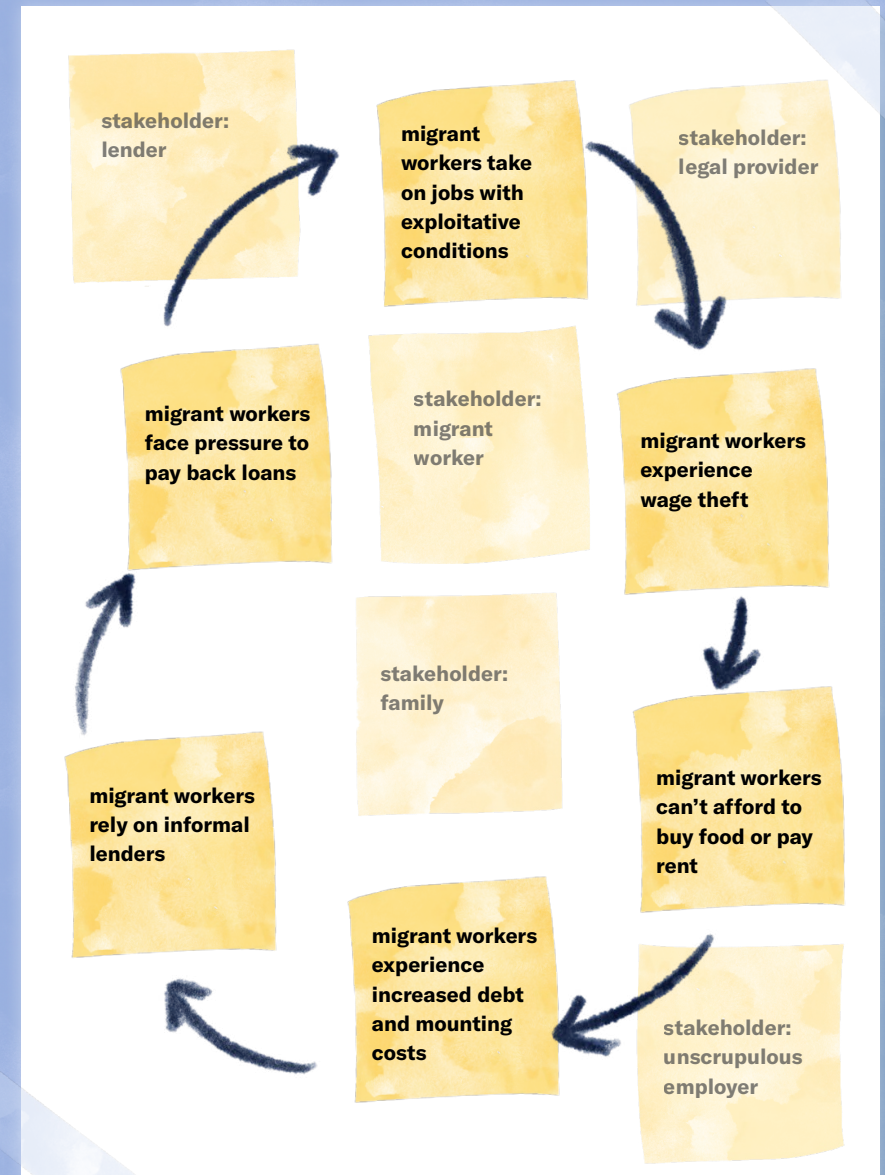 stakeholder:
lender
migrant
workers take
on jobs with
exploitative
conditions
stakeholder:
legal provider
migrant workers
face pressure to
pay back loans
stakeholder:
migrant
worker
migrant workers
experience
wage theft
stakeholder:
family
migrant workers
rely on informal
lenders
migrant workers
can't afford to
buy food or pay
rent
migrant workers
experience
increased debt
and mounting
costs
stakeholder:
unscrupulous
employer